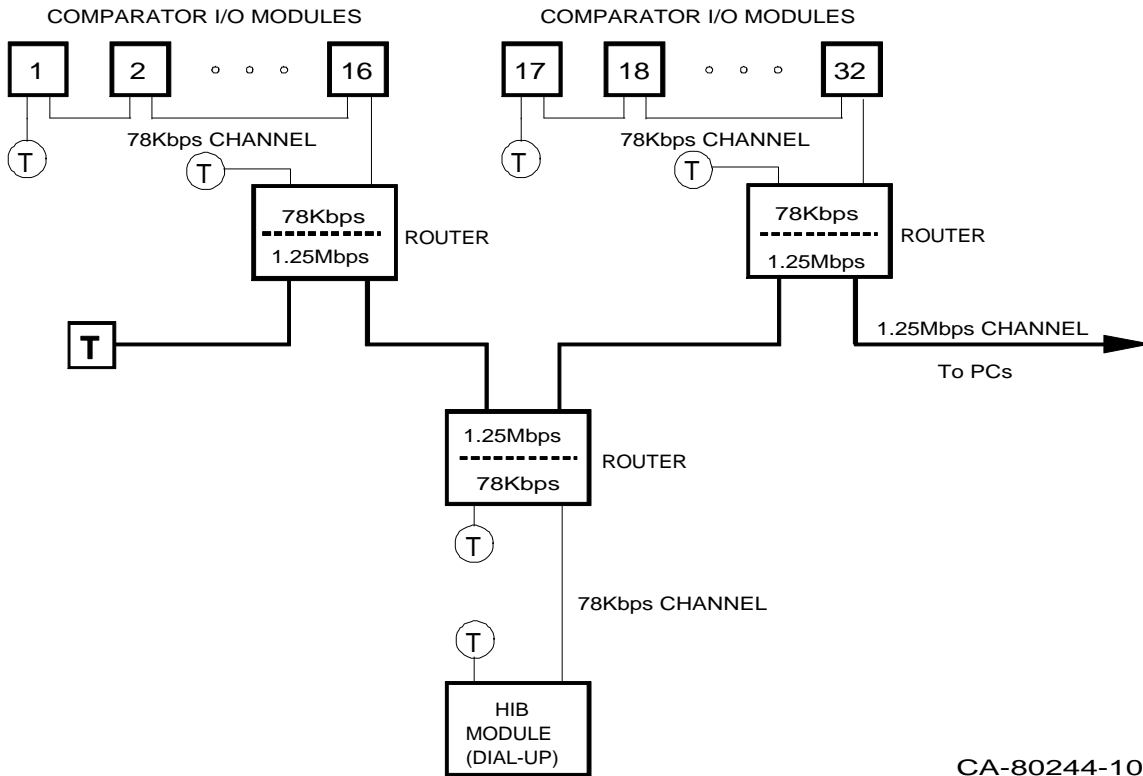 COMPARATOR I/O MODULES
COMPARATOR I/O MODULES
1
2
16
17
18
32
78Kbps CHANNEL
78Kbps CHANNEL
T
T
T
T
78Kbps
1.25Mbps
ROUTER
78Kbps
1.25Mbps
ROUTER
T
1.25Mbps CHANNEL
To PCs
1.25Mbps
78Kbps
ROUTER
T
78Kbps CHANNEL
T
HIB
MODULE
(DIAL-UP)
CA-80244-10